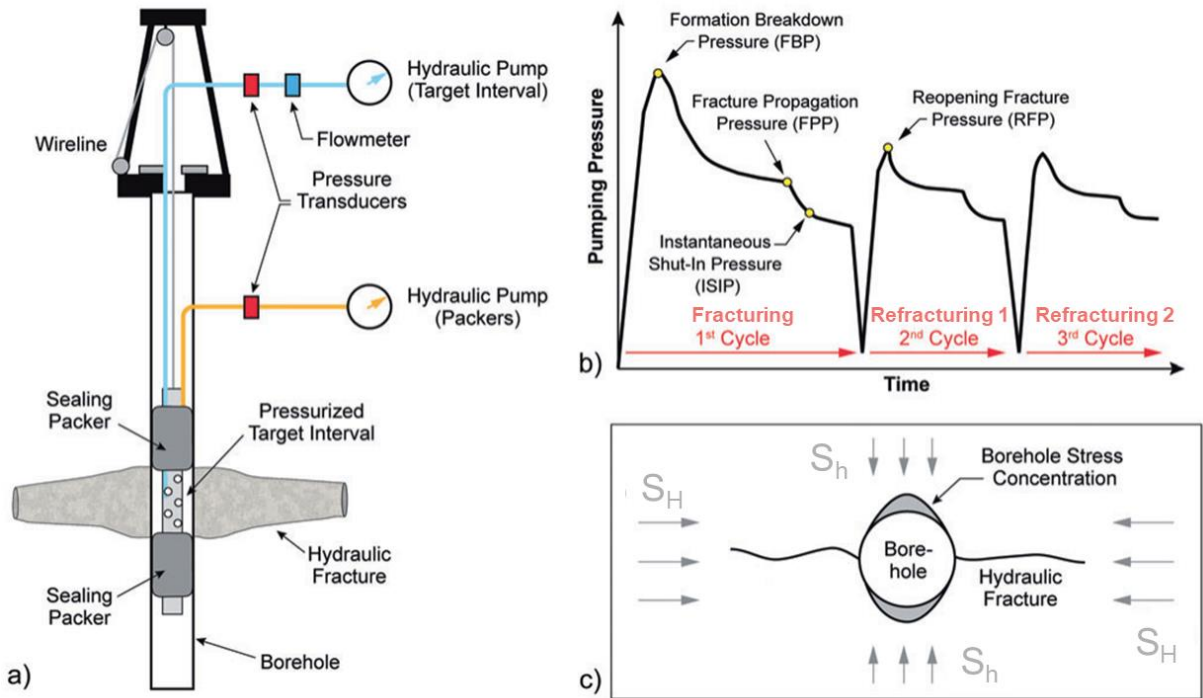 Wireline
Hydraulic Pump
(Target Interval)
Flowmeter
Pressure
Transducers
Hydraulic Pump
(Packers)
Sealing
Packer
Pressurized
Target Interval
Hydraulic
Fracture
Sealing
Packer
Borehole
a)
Pumping Pressure
Formation Breakdown
Pressure (FBP)
Fracture Propagation
Pressure (FPP)
Reopening Fracture
Pressure (RFP)
Instantaneous
Shut-In Pressure
(ISIP)
Fracturing
1st Cycle
Refracturing 1
2nd Cycle
Refracturing 2
3rd Cycle
Time
b)
Sh
Borehole Stress
Concentration
SH
Bore-
hole
Hydraulic
Fracture
SH
Sh
c)